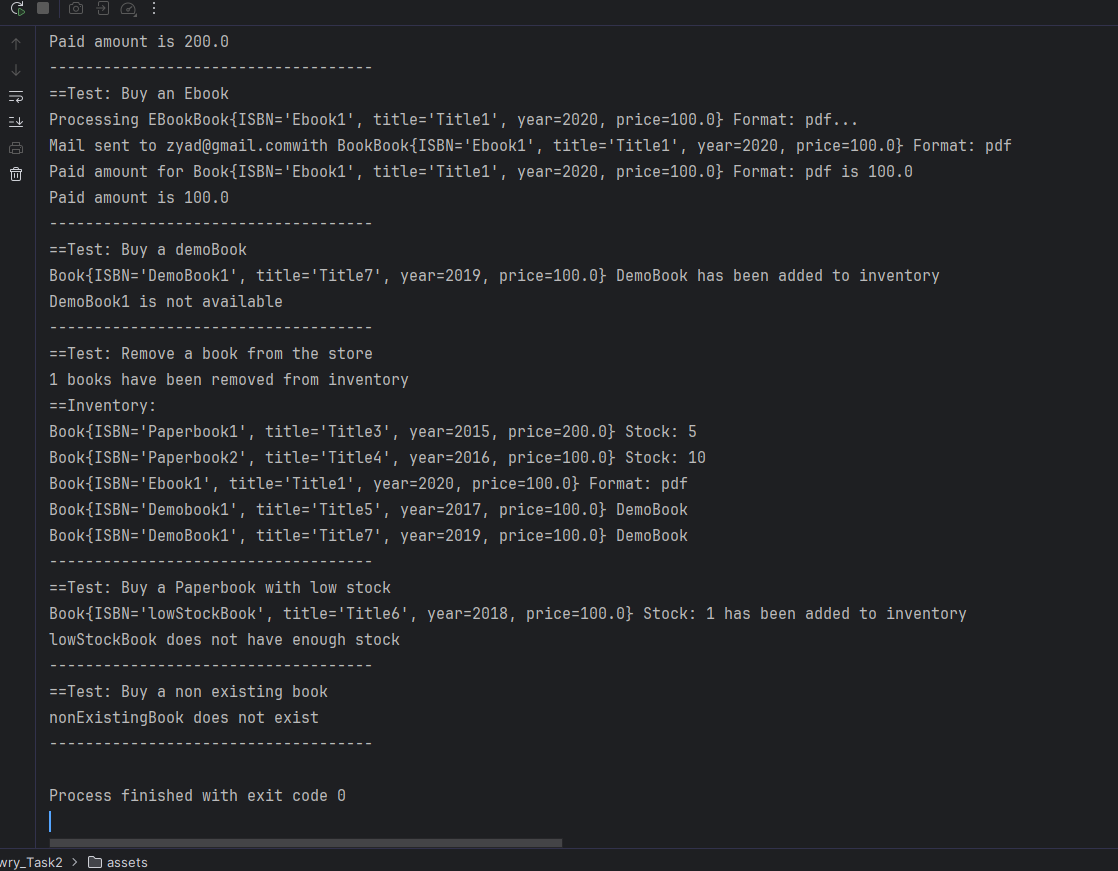 Paid amount is 200.0
------------------------------------
==Test: Buy an Ebook
Processing EBookBook{ISBN='Ebook1', title='Title1', year=2020, price=100.0} Format: pdf...
Mail sent to zyad@gmail.comwith BookBook{ISBN='Ebook1', title='Title1', year=2020, price=100.0} Format: pdf
Paid amount for Book{ISBN='Ebook1', title='Title1', year=2020, price=100.0} Format: pdf is 100.0
Paid amount is 100.0
------------------------------------
==Test: Buy a demoBook
Book{ISBN='DemoBook1', title='Title7', year=2019, price=100.0} DemoBook has been added to inventory
DemoBook1 is not available
------------------------------------
==Test: Remove a book from the store
1 books have been removed from inventory
==Inventory:
Book{ISBN='Paperbook1', title='Title3', year=2015, price=200.0} Stock: 5
Book{ISBN='Paperbook2', title='Title4', year=2016, price=200.0} Stock: 10
Book{ISBN='Ebook1', title='Title1', year=2020, price=100.0} Format: pdf
Book{ISBN='Demobook1', title='Title5', year=2017, price=100.0} DemoBook
Book{ISBN='DemoBook1', title='Title7', year=2019, price=100.0} DemoBook
------------------------------------
==Test: Buy a Paperbook with low stock
Book{ISBN='lowStockBook', title='Title6', year=2018, price=100.0} Stock: 1 has been added to inventory
lowStockBook does not have enough stock
------------------------------------
==Test: Buy a non existing book
nonExistingBook does not exist
------------------------------------
Process finished with exit code 0
wry_Task2 > assets